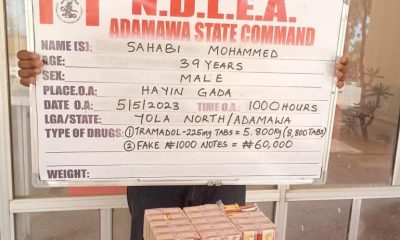 N.D.L.E.A.
ADAMAWA STATE COMMAND
NAME(S): SAHABI MOHAMMED
AGE: 39 YEARS
SEX: MALE
PLACE.O.A: HAYIN GADA
DATE O.A: 5/5/2023 TIME O.A: 1000 HOURS
LGA/STATE: YOLA NORTH/ADAMAWA
TYPE OF DRUGS: ① TRAMADOL-225mg TABS = 5.800kg (8,800 TABS)
② FAKE ₦1000 NOTES = ₦60,000
WEIGHT: